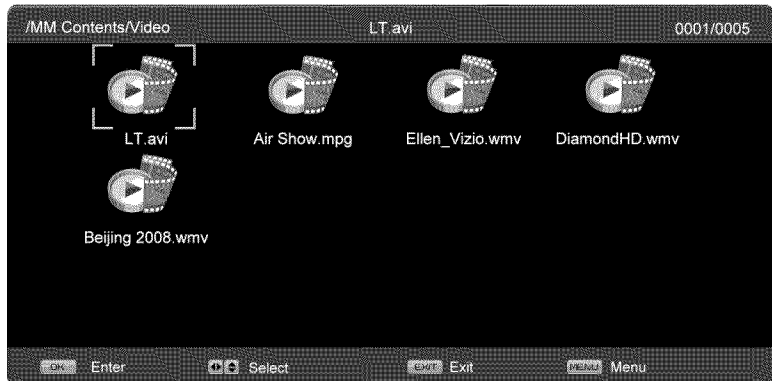 /MM Contents/Video LT.avi 0001/0005
LT.avi Air Show.mpg Ellen_Vizio.wmv DiamondHD.wmv
Beijing 2008.wmv
OK Enter Select EXIT Exit MENU Menu